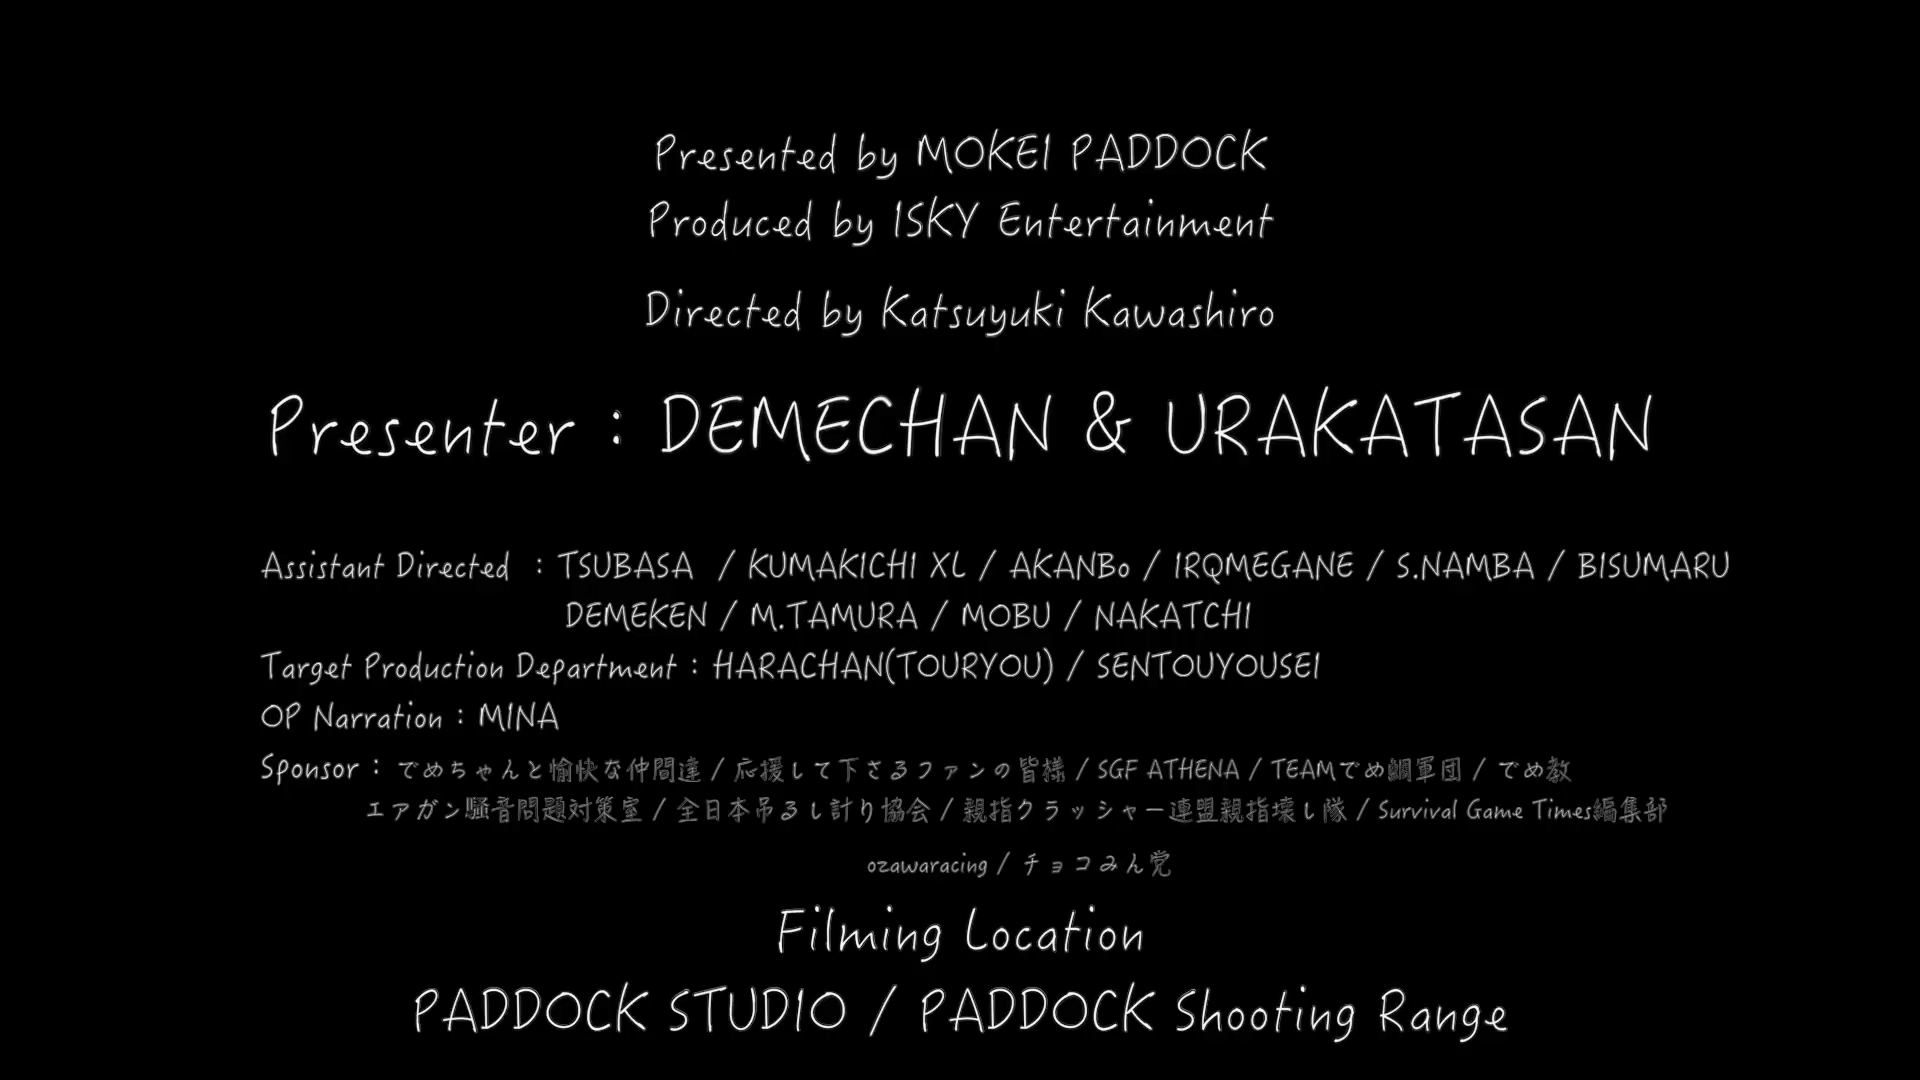 Presented by MOKEI PADDOCK
Produced by ISKY Entertainment
Directed by Katsuyuki Kawashiro
Presenter : DEMECHAN & URAKATASAN
Assistant Directed : TSUBASA / KUMAKICHI XL / AKANBo / IRQMEGANE / S.NAMBA / BISUMARU
DEMEKEN / M.TAMURA / MOBU / NAKATCHI
Target Production Department : HARACHAN(TOURYOU) / SENTOUYOUSEI
OP Narration : MINA
Sponsor : でめちゃんと愉快な仲間達 / 応援して下さるファンの皆様 / SGF ATHENA / TEAMでめ鯛軍団 / でめ教
エアガン騒音問題対策室 / 全日本吊るし計り協会 / 親指クラッシャー連盟親指壊し隊 / Survival Game Times編集部
ozawaracing / チョコみん党
Filming Location
PADDOCK STUDIO / PADDOCK Shooting Range